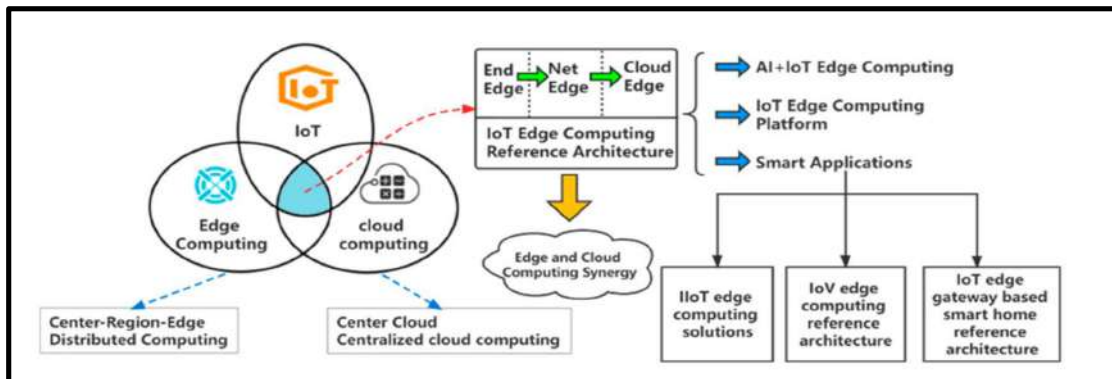 IoT
IoT
Edge
Computing
cloud
computing
Center-Region-Edge
Distributed Computing
Center Cloud
Centralized cloud computing
End
Edge
Net
Edge
Cloud
Edge
IoT Edge Computing
Reference Architecture
Edge and Cloud
Computing Synergy
AI+IoT Edge Computing
IoT Edge Computing
Platform
Smart Applications
IIoT edge
computing
solutions
IoV edge
computing
reference
architecture
IoT edge
gateway based
smart home
reference
architecture